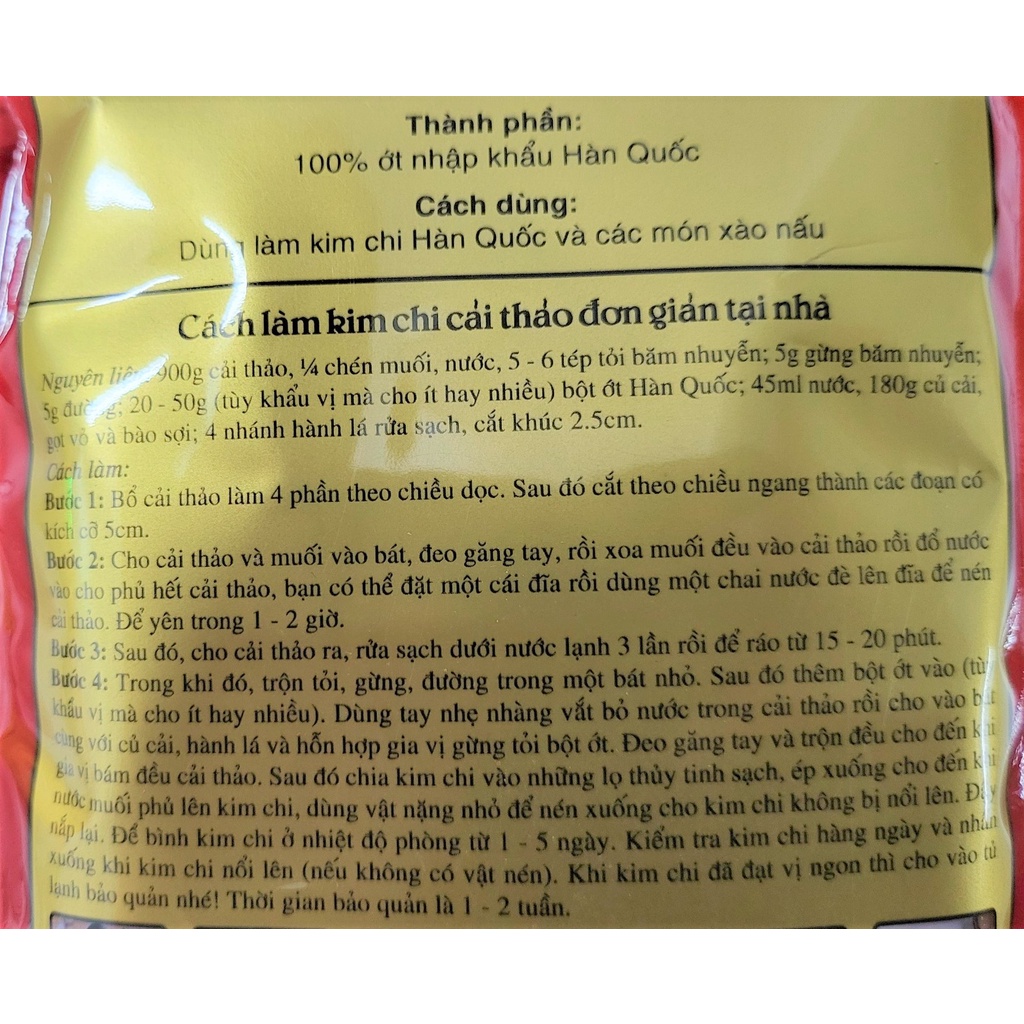 Thành phần:
100% ớt nhập khẩu Hàn Quốc
Cách dùng:
Dùng làm kim chi Hàn Quốc và các món xào nấu
Cách làm kim chi cải thảo đơn giản tại nhà
Nguyên liệu: 900g cải thảo, ¼ chén muối, nước, 5 - 6 tép tỏi băm nhuyễn; 5g gừng băm nhuyễn;
5g đường; 20 - 50g (tùy khẩu vị mà cho ít hay nhiều) bột ớt Hàn Quốc; 45ml nước, 180g củ cải,
gọt vỏ và bào sợi; 4 nhánh hành lá rửa sạch, cắt khúc 2.5cm.
Cách làm:
Bước 1: Bổ cải thảo làm 4 phần theo chiều dọc. Sau đó cắt theo chiều ngang thành các đoạn có
kích cỡ 5cm.
Bước 2: Cho cải thảo và muối vào bát, đeo găng tay, rồi xoa muối đều vào cải thảo rồi đổ nước
vào cho phủ hết cải thảo, bạn có thể đặt một cái đĩa rồi dùng một chai nước đè lên đĩa để nén
cải thảo. Để yên trong 1 - 2 giờ.
Bước 3: Sau đó, cho cải thảo ra, rửa sạch dưới nước lạnh 3 lần rồi để ráo từ 15 - 20 phút.
Bước 4: Trong khi đó, trộn tỏi, gừng, đường trong một bát nhỏ. Sau đó thêm bột ớt vào (tùy
khẩu vị mà cho ít hay nhiều). Dùng tay nhẹ nhàng vắt bỏ nước trong cải thảo rồi cho vào bát
cùng với củ cải, hành lá và hỗn hợp gia vị gừng tỏi bột ớt. Đeo găng tay và trộn đều cho đến khi
gia vị bám đều cải thảo. Sau đó chia kim chi vào những lọ thủy tinh sạch, ép xuống cho đến khi
nước muối phủ lên kim chi, dùng vật nặng nhỏ để nén xuống cho kim chi không bị nổi lên. Đậy
nắp lại. Để bình kim chi ở nhiệt độ phòng từ 1 - 5 ngày. Kiểm tra kim chi hàng ngày và nhấn
xuống khi kim chi nổi lên (nếu không có vật nén). Khi kim chi đã đạt vị ngon thì cho vào tủ
lạnh bảo quản nhé! Thời gian bảo quản là 1 - 2 tuần.